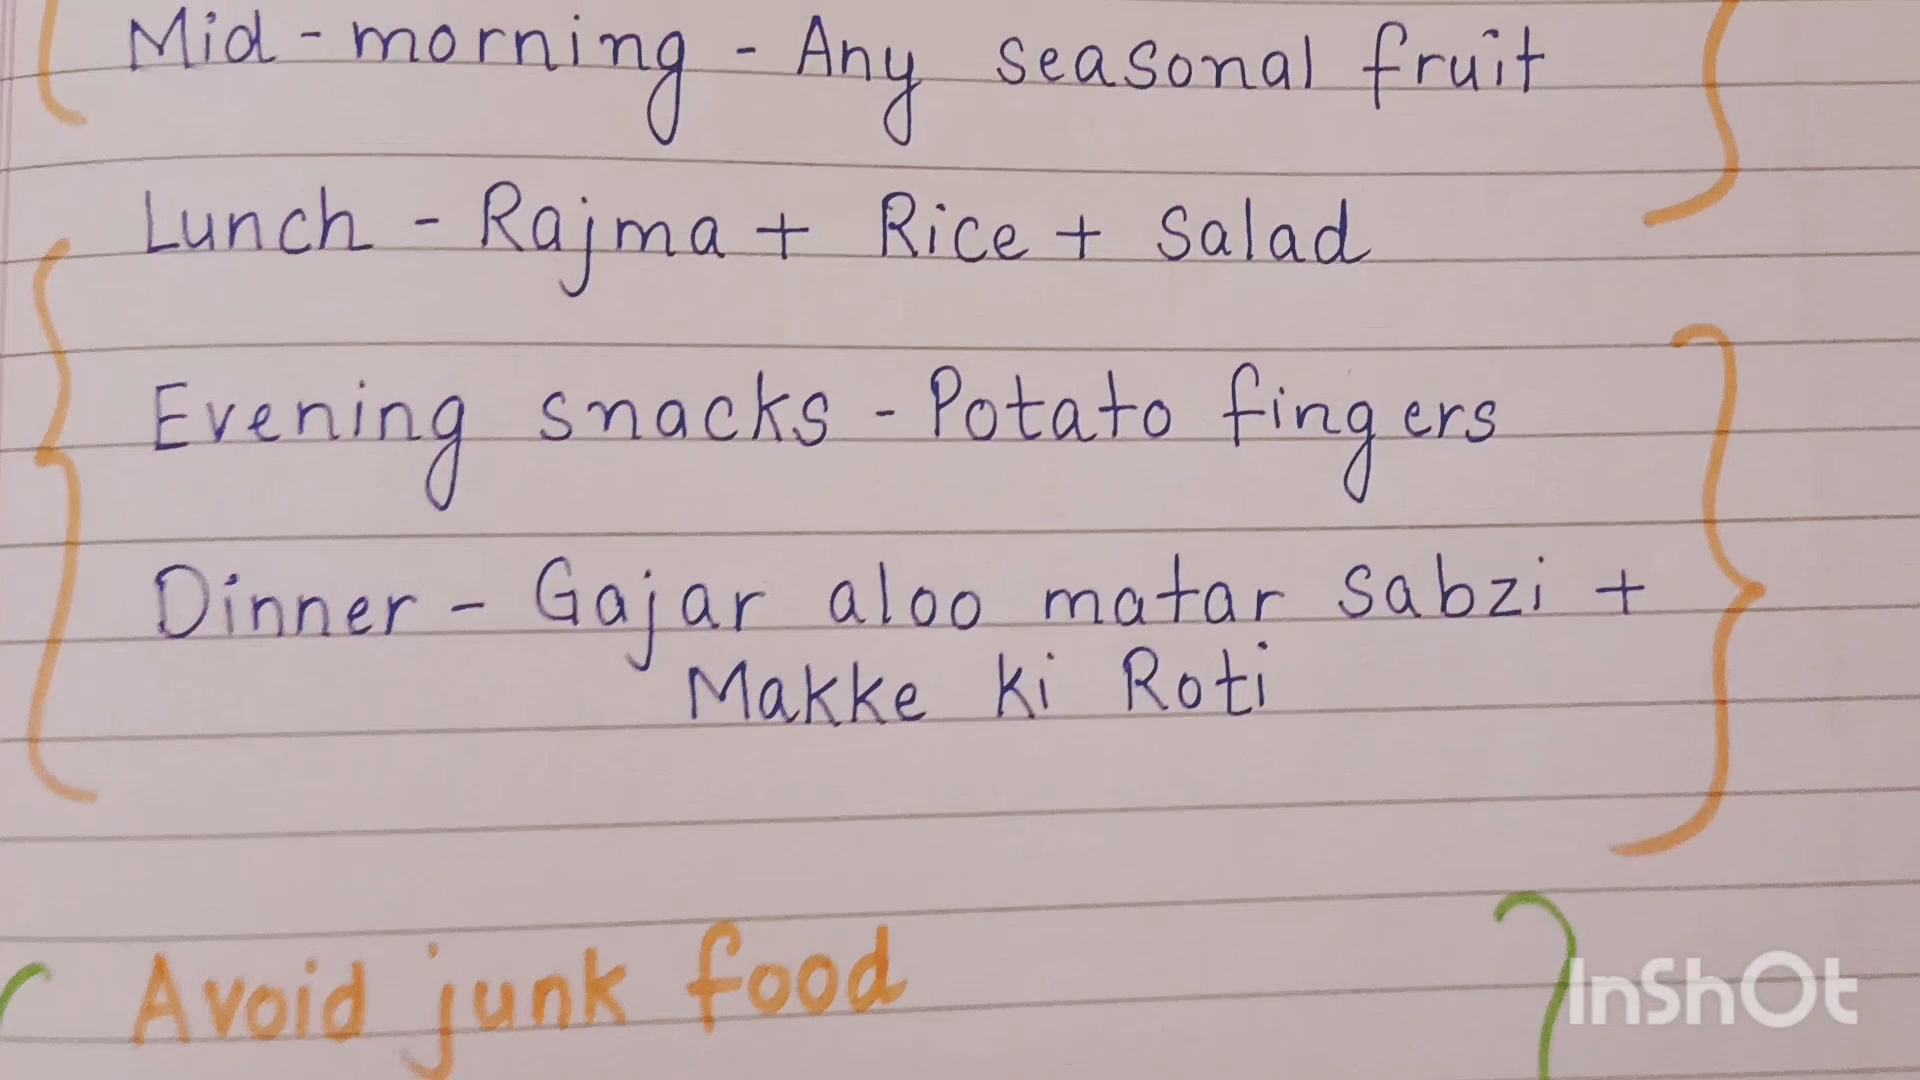 Mid-morning - Any seasonal fruit
Lunch - Rajma + Rice + Salad
Evening snacks - Potato fingers
Dinner - Gajar aloo matar sabzi +
Makke ki Roti
Avoid junk food
InShOt